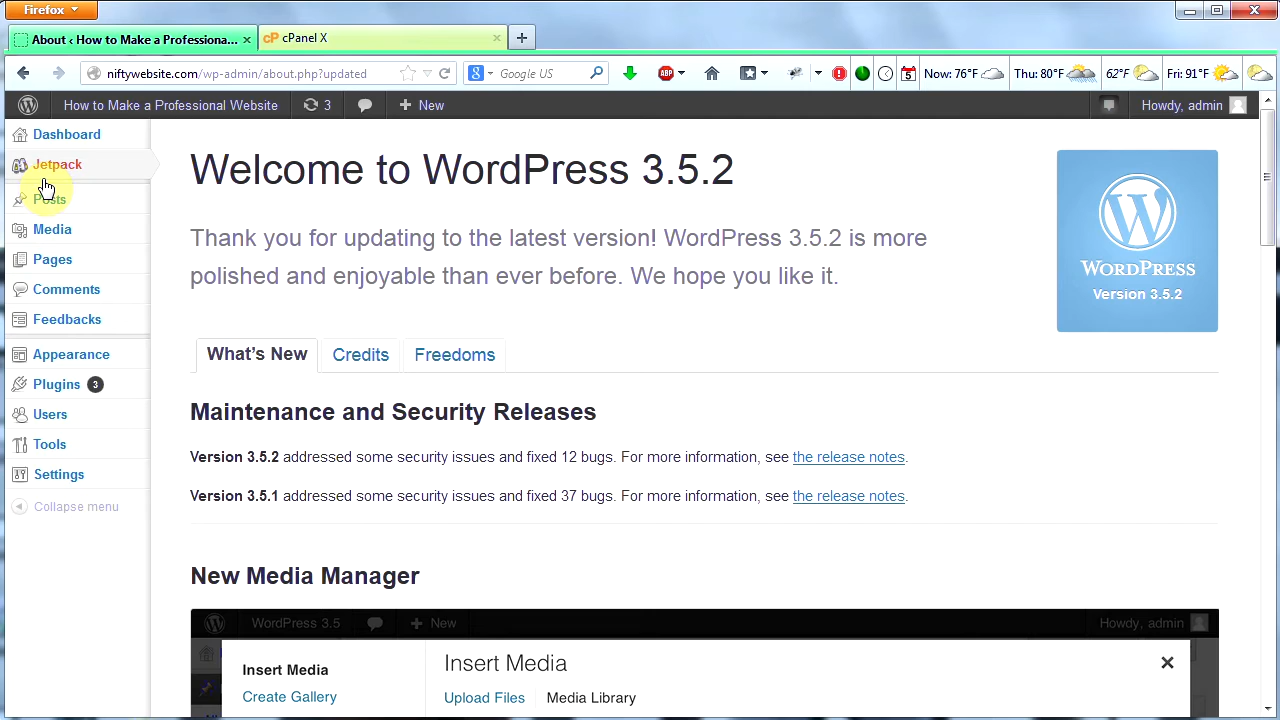 Firefox
About ‹ How to Make a Professiona... ×
cP cPanel X ×
niftywebsite.com/wp-admin/about.php?updated
Google US
ABP
5
Now: 76°F
Thu: 80°F
62°F
Fri: 91°F
How to Make a Professional Website
3
New
Howdy, admin
Dashboard
Jetpack
Posts
Media
Pages
Comments
Feedbacks
Appearance
Plugins 3
Users
Tools
Settings
Collapse menu
Welcome to WordPress 3.5.2
Thank you for updating to the latest version! WordPress 3.5.2 is more
polished and enjoyable than ever before. We hope you like it.
WORDPRESS
Version 3.5.2
What’s New
Credits
Freedoms
Maintenance and Security Releases
Version 3.5.2 addressed some security issues and fixed 12 bugs. For more information, see the release notes.
Version 3.5.1 addressed some security issues and fixed 37 bugs. For more information, see the release notes.
New Media Manager
WordPress 3.5
New
Howdy, admin
Insert Media
Create Gallery
Insert Media
Upload Files
Media Library